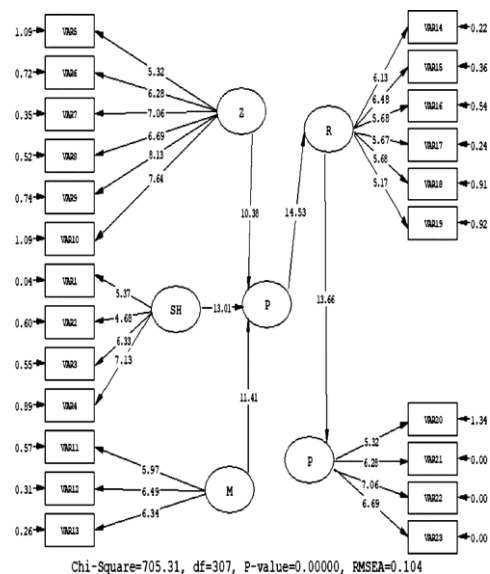 1.09 VAR5
0.72 VAR6
0.35 VAR7
0.52 VAR8
0.74 VAR9
1.09 VAR10
0.04 VAR1
0.60 VAR2
0.55 VAR3
0.89 VAR4
0.57 VAR11
0.31 VAR12
0.26 VAR13
5.32
6.28
7.06
6.69
8.13
7.64
Z
5.37
4.68
6.33
7.13
SH
5.97
6.49
6.34
M
10.38
13.01
11.41
P
14.53
R
13.66
P
6.13
6.48
5.68
5.67
5.68
5.17
VAR14 0.22
VAR15 0.36
VAR16 0.54
VAR17 0.24
VAR18 0.91
VAR19 0.92
5.32
6.28
7.06
6.69
VAR20 1.34
VAR21 0.00
VAR22 0.00
VAR23 0.00
Chi-Square=705.31, df=307, P-value=0.00000, RMSEA=0.104